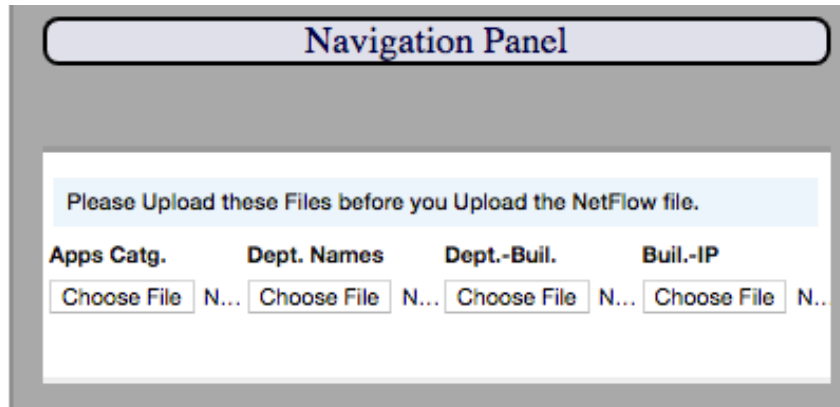 Navigation Panel
Please Upload these Files before you Upload the NetFlow file.
Apps Catg. Dept. Names Dept.-Buil. Buil.-IP
Choose File N... Choose File N... Choose File N... Choose File N..